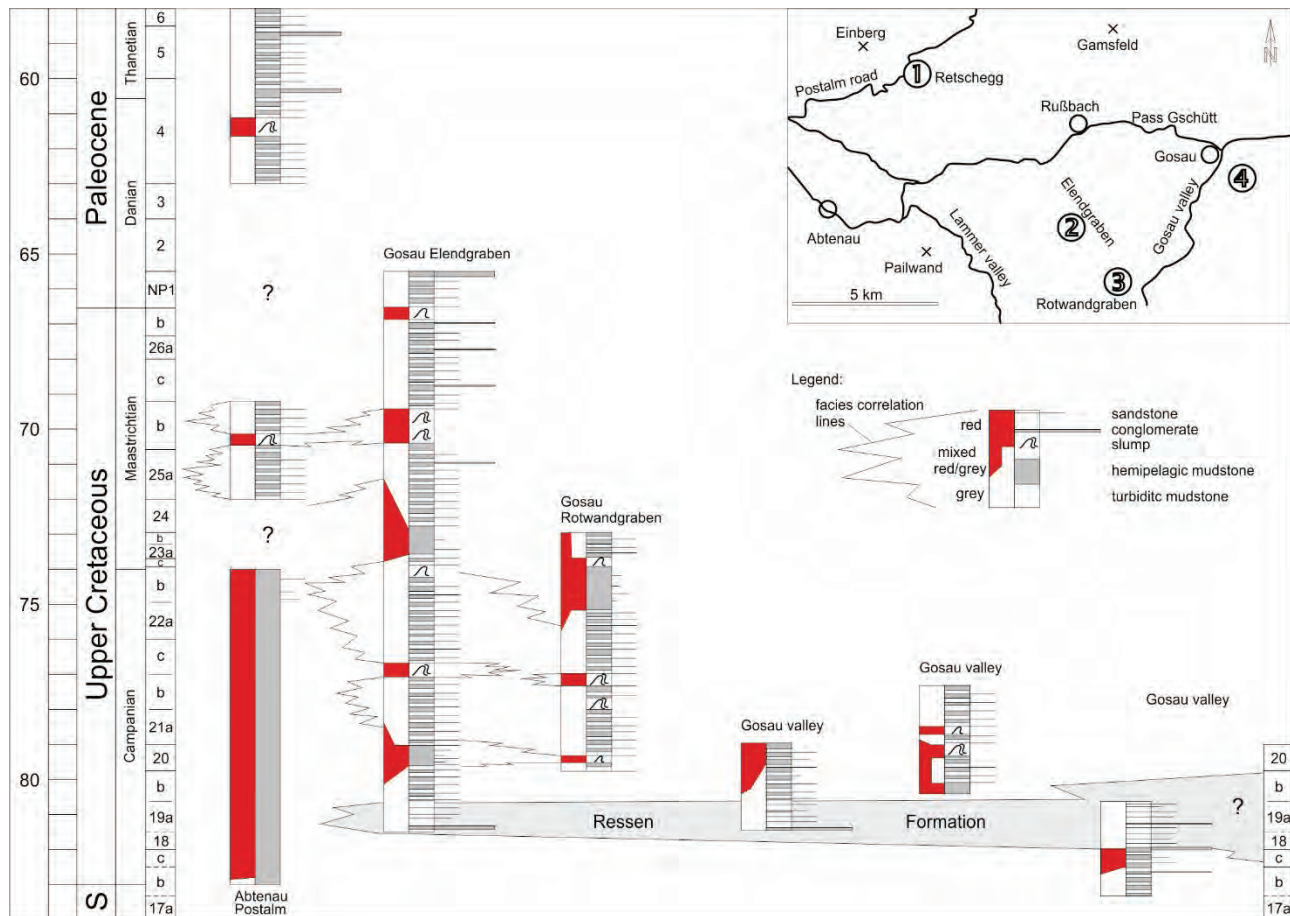 60
65
70
75
80
Paleocene
Upper Cretaceous
S
Thanetian
Danian
Maastrichtian
Campanian
6
5
4
3
2
NP1
b
26a
c
b
25a
24
b
23a
c
b
22a
c
b
21a
20
b
19a
18
c
b
17a
?
?
Abtenau
Postalm
Gosau Elendgraben
Gosau
Rotwandgraben
Gosau valley
Gosau valley
Gosau valley
Ressen
Formation
?
20
b
19a
18
c
b
17a
Einberg
Gamsfeld
N
Postalm road
1
Retschegg
Rußbach
Pass Gschütt
Gosau
4
Elendgraben
Gosau valley
2
Abtenau
Lammer valley
Pailwand
3
5 km
Rotwandgraben
Legend:
facies correlation
lines
red
mixed
red/grey
grey
sandstone
conglomerate
slump
hemipelagic mudstone
turbiditc mudstone